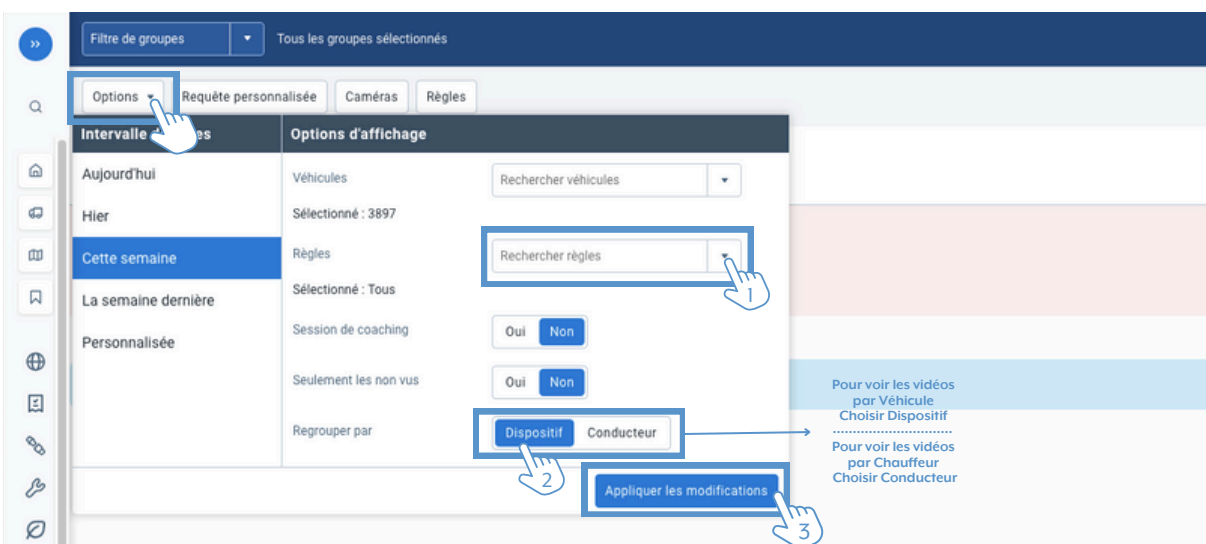 Filtre de groupes
Tous les groupes sélectionnés
Options
Requête personnalisée
Caméras
Règles
Options d'affichage
Intervalle
Aujourd'hui
Hier
Cette semaine
La semaine dernière
Personnalisée
Véhicules
Rechercher véhicules
Sélectionné : 3897
Règles
Rechercher règles
1
Sélectionné : Tous
Session de coaching
Oui
Non
Seulement les non vus
Oui
Non
Regrouper par
Dispositif
Conducteur
2
Appliquer les modifications
3
Pour voir les vidéos
par Véhicule
Choisir Dispositif
Pour voir les vidéos
par Chauffeur
Choisir Conducteur